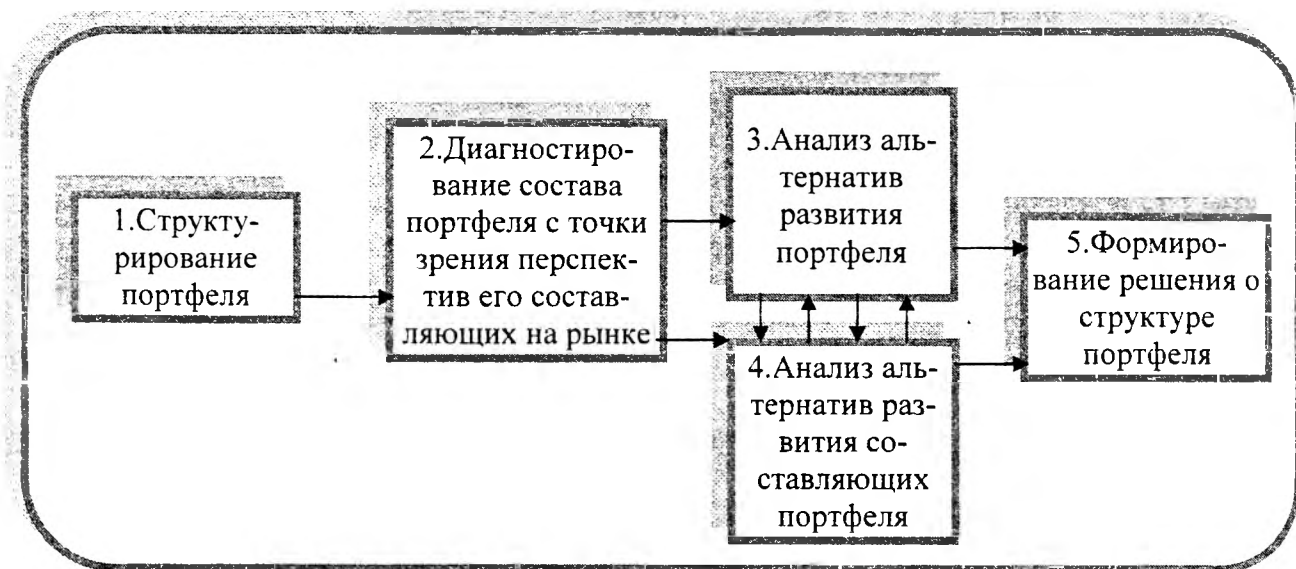 1.Структу-
рирование
портфеля
2.Диагностиро-
вание состава
портфеля с точки
зрения перспек-
тив его состав-
ляющих на рынке
3.Анализ аль-
тернатив
развития
портфеля
4.Анализ аль-
тернатив раз-
вития со-
ставляющих
портфеля
5.Формиро-
вание решения о
структуре
портфеля